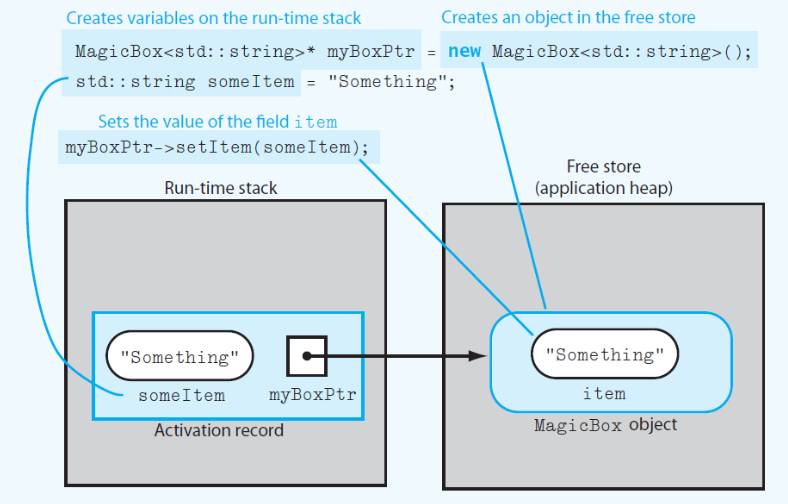 Creates variables on the run-time stack
Creates an object in the free store
MagicBox<std::string>* myBoxPtr = new MagicBox<std::string>();
std::string someItem = "Something";
Sets the value of the field item
myBoxPtr->setItem(someItem);
Run-time stack
Free store
(application heap)
"Something"
someItem
myBoxPtr
Activation record
"Something"
item
MagicBox object